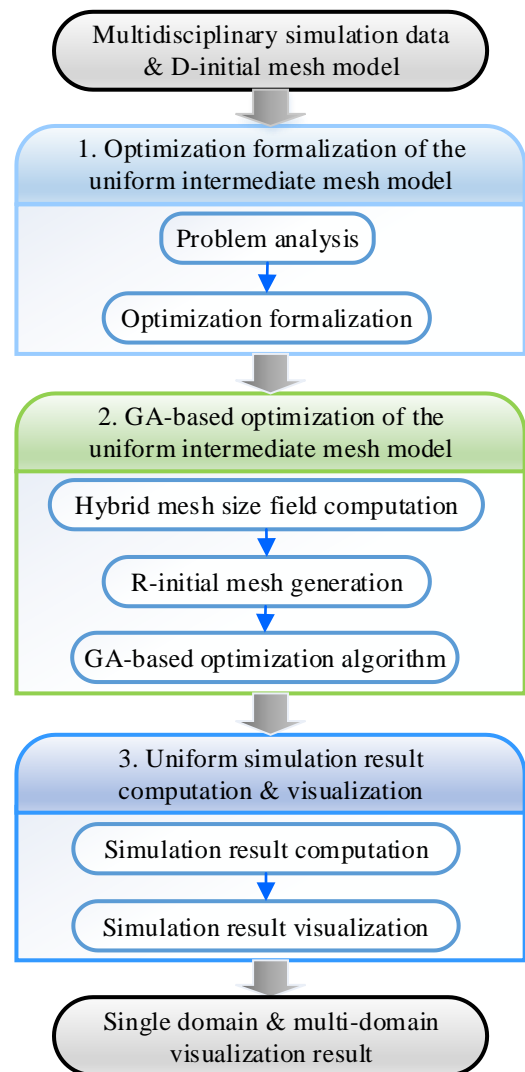 Multidisciplinary simulation data
& D-initial mesh model
1. Optimization formalization of the
uniform intermediate mesh model
Problem analysis
Optimization formalization
2. GA-based optimization of the
uniform intermediate mesh model
Hybrid mesh size field computation
R-initial mesh generation
GA-based optimization algorithm
3. Uniform simulation result
computation & visualization
Simulation result computation
Simulation result visualization
Single domain & multi-domain
visualization result